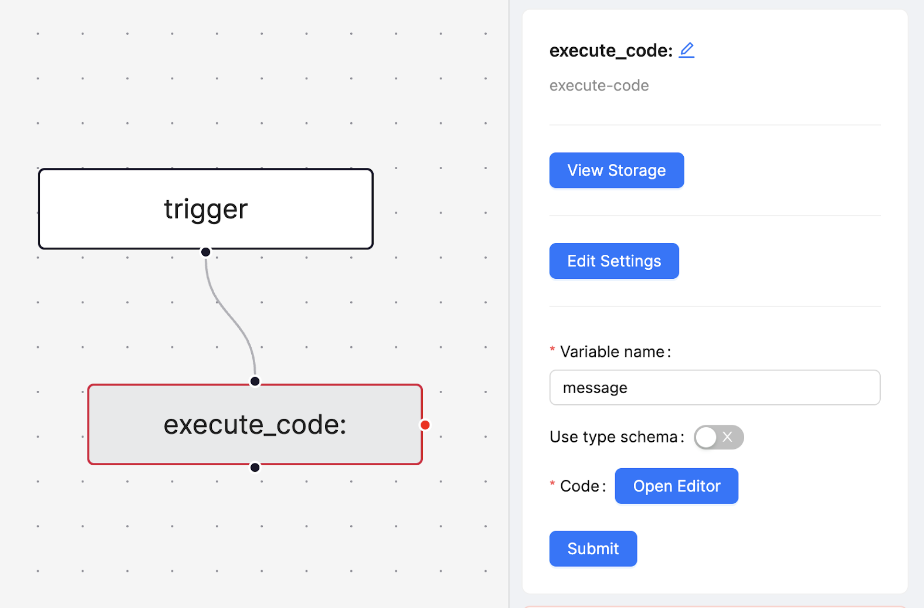 trigger
execute_code:
execute_code:
execute-code
View Storage
Edit Settings
* Variable name:
message
Use type schema:
* Code: Open Editor
Submit